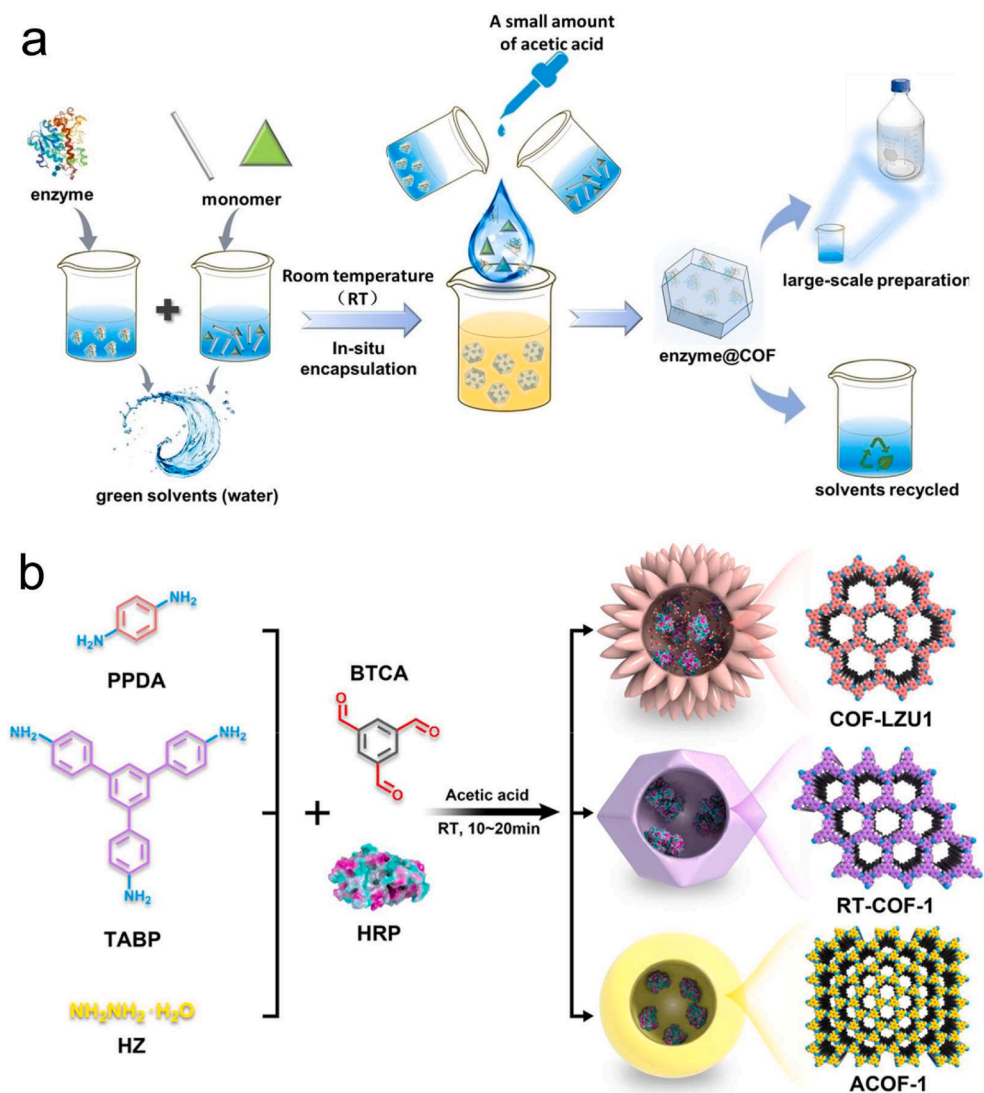 a
A small amount
of acetic acid
enzyme
monomer
Room temperature
（RT）
In-situ
encapsulation
green solvents (water)
enzyme@COF
large-scale preparation
solvents recycled
b
NH₂
H₂N
PPDA
NH₂
NH₂
NH₂
TABP
NH₂NH₂·H₂O
HZ
+
BTCA
O
O
O
HRP
Acetic acid
RT, 10~20min
COF-LZU1
RT-COF-1
ACOF-1